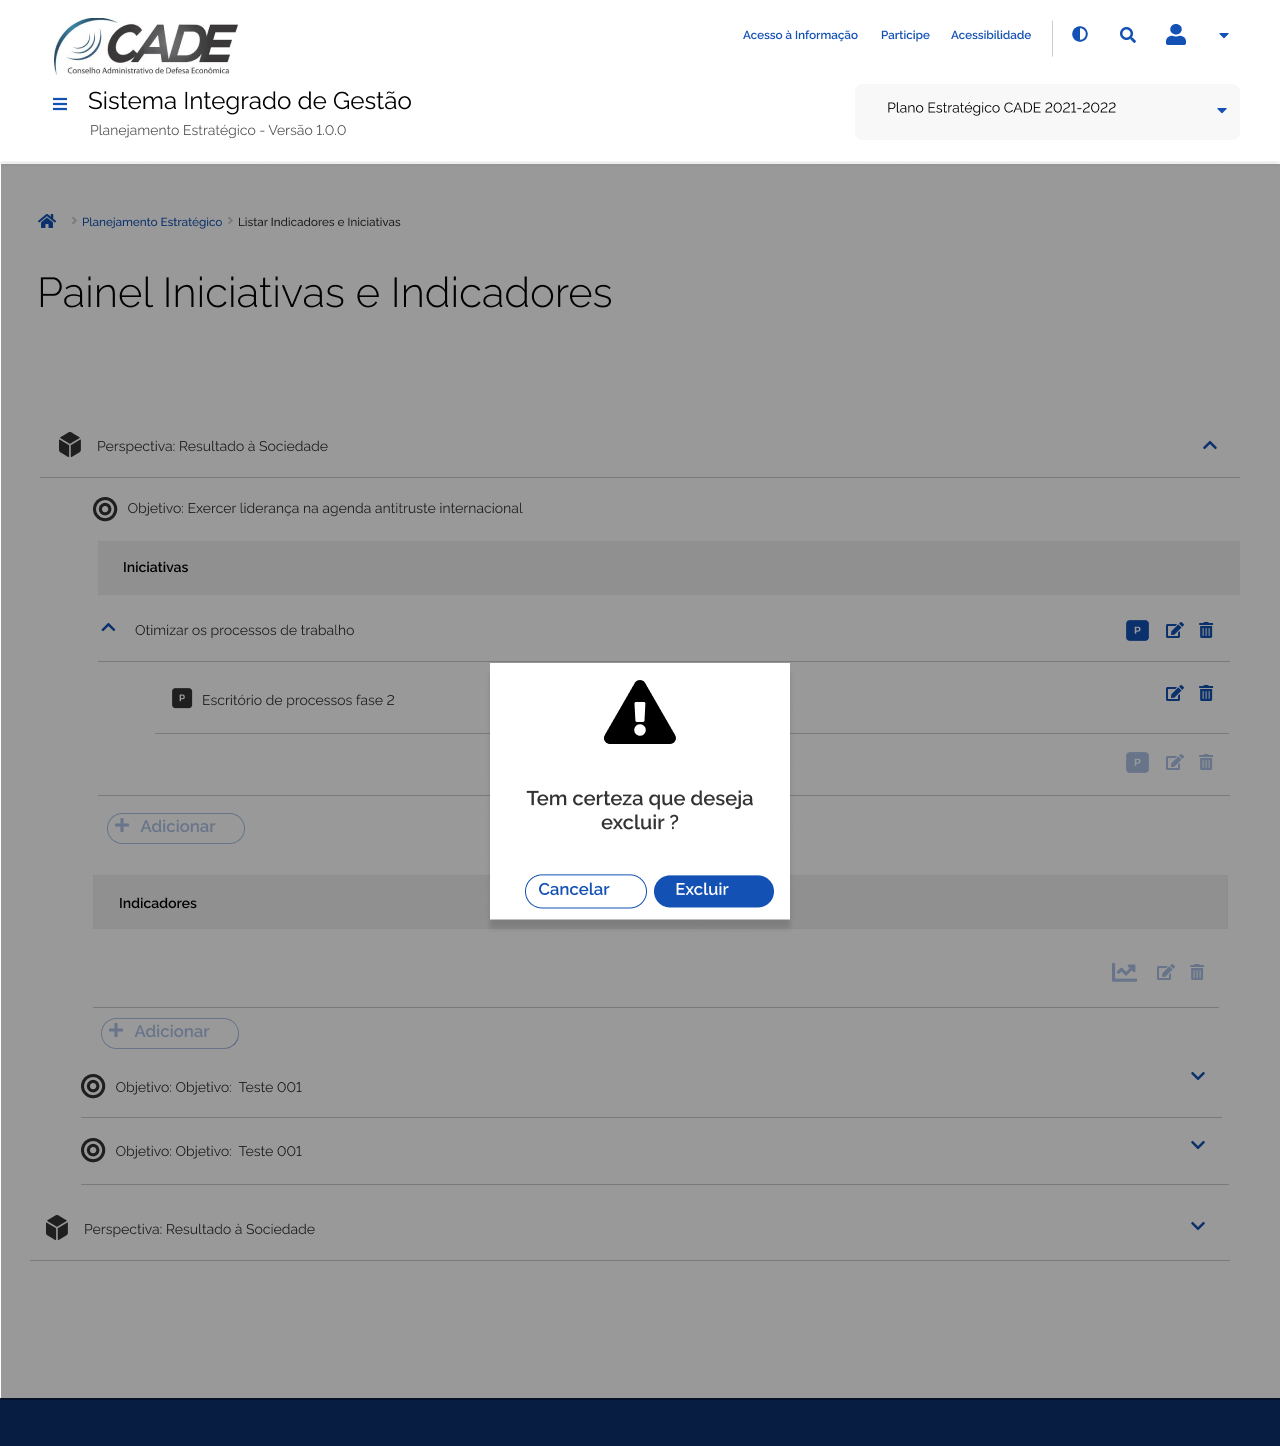 CADE
Conselho Administrativo de Defesa Econômica
Acesso à Informação Participe Acessibilidade
Sistema Integrado de Gestão
Planejamento Estratégico - Versão 1.0.0
Plano Estratégico CADE 2021-2022
Planejamento Estratégico Listar Indicadores e Iniciativas
Painel Iniciativas e Indicadores
Perspectiva: Resultado à Sociedade
Objetivo: Exercer liderança na agenda antitruste internacional
Iniciativas
Otimizar os processos de trabalho
P
P Escritório de processos fase 2
P
Adicionar
Tem certeza que deseja
excluir ?
Cancelar Excluir
Indicadores
Adicionar
Objetivo: Objetivo: Teste 001
Objetivo: Objetivo: Teste 001
Perspectiva: Resultado à Sociedade